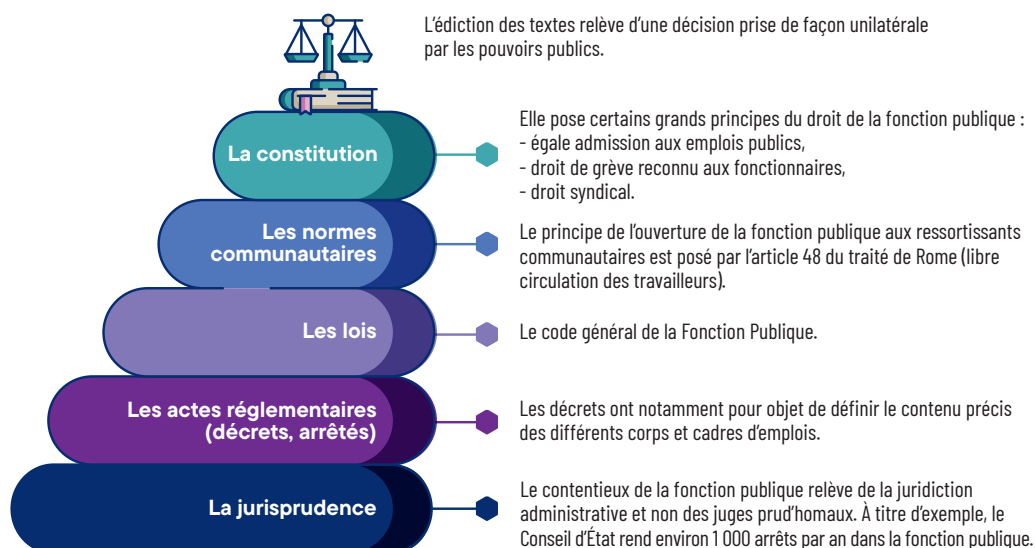 L'édiction des textes relève d'une décision prise de façon unilatérale
par les pouvoirs publics.
La constitution
Elle pose certains grands principes du droit de la fonction publique :
- égale admission aux emplois publics,
- droit de grève reconnu aux fonctionnaires,
- droit syndical.
Les normes
communautaires
Le principe de l'ouverture de la fonction publique aux ressortissants
communautaires est posé par l'article 48 du traité de Rome (libre
circulation des travailleurs).
Les lois
Le code général de la Fonction Publique.
Les actes réglementaires
(décrets, arrêtés)
Les décrets ont notamment pour objet de définir le contenu précis
des différents corps et cadres d'emplois.
La jurisprudence
Le contentieux de la fonction publique relève de la juridiction
administrative et non des juges prud'homaux. À titre d'exemple, le
Conseil d'État rend environ 1 000 arrêts par an dans la fonction publique.